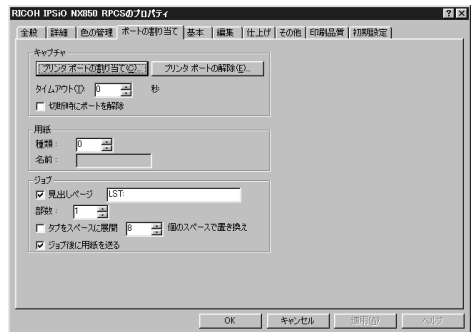 RICOH IPSiO NX850 RPCSのプロパティ
全般 詳細 色の管理 ポートの割り当て 基本 編集 仕上げ その他 印刷品質 初期設定
キャプチャ
プリンタ ポートの割り当て(C)... プリンタ ポートの解除(E)...
タイムアウト(T): 0 秒
切断時にポートを解除
用紙
種類: 0
名前:
ジョブ
見出しページ LST:
部数: 1
タブをスペースに展開 8 個のスペースで置き換え
ジョブ後に用紙を送る
OK キャンセル 適用(A) ヘルプ